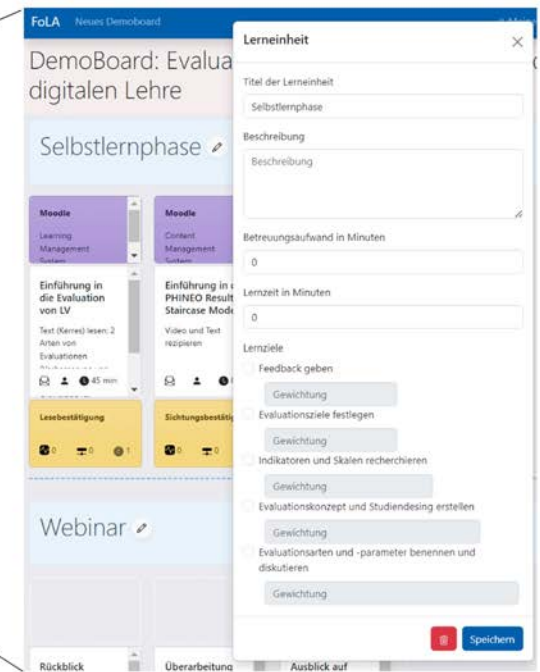 FoLA Neues Demoboard
DemoBoard: Evalua
digitalen Lehre
Selbstlernphase
Moodle
Learning
Management
System
Moodle
Content
Management
System
Einführung in
die Evaluation
von LV
Text (Kerres) lesen: 2
Arten von
Evaluationen
45 min
Einführung in
PHINEO Result
Staircase Mode
Video und Text
rezipieren
Lesebestätigung
0 0 1
Sichtungsbestätig
0 0
Webinar
Rückblick
Überarbeitung
Ausblick auf
Lerneinheit
Titel der Lerneinheit
Selbstlernphase
Beschreibung
Beschreibung
Betreuungsaufwand in Minuten
0
Lernzeit in Minuten
0
Lernziele
Feedback geben
Gewichtung
Evaluationsziele festlegen
Gewichtung
Indikatoren und Skalen recherchieren
Gewichtung
Evaluationskonzept und Studiendesing erstellen
Gewichtung
Evaluationsarten und -parameter benennen und
diskutieren
Gewichtung
Speichern